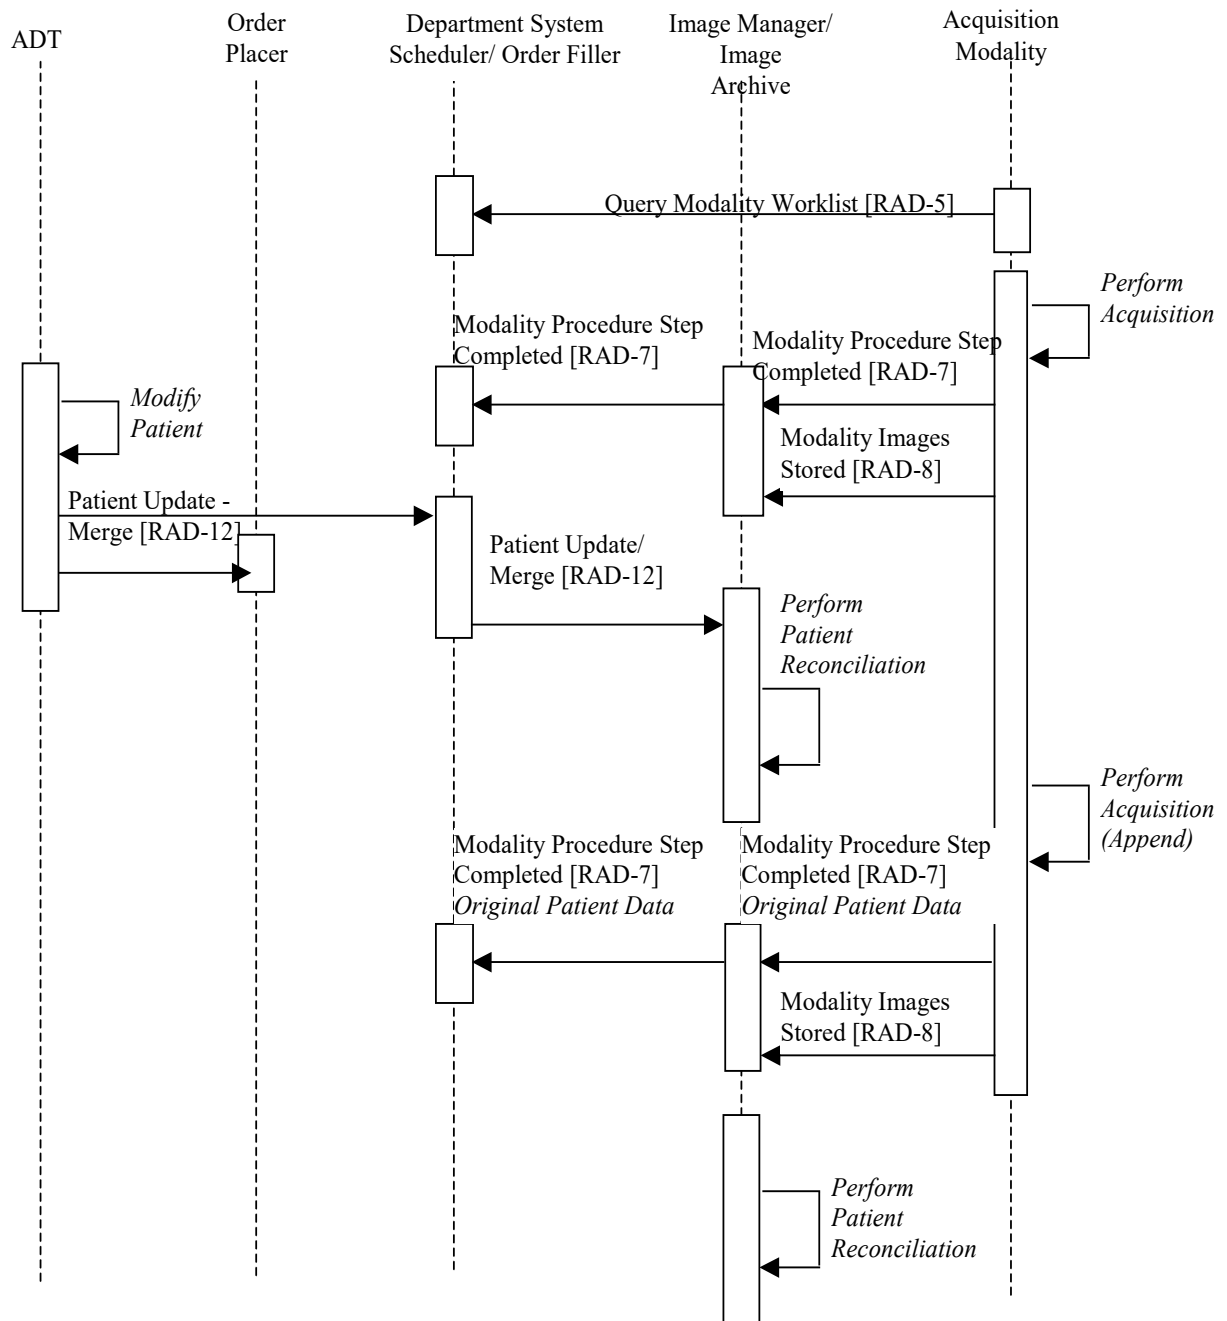 ADT
Order
Placer
Department System
Scheduler/ Order Filler
Image Manager/
Image
Archive
Acquisition
Modality
Query Modality Worklist [RAD-5]
Perform
Acquisition
Modality Procedure Step
Completed [RAD-7]
Modality Procedure Step
Completed [RAD-7]
Modify
Patient
Modality Images
Stored [RAD-8]
Patient Update -
Merge [RAD-12]
Patient Update/
Merge [RAD-12]
Perform
Patient
Reconciliation
Perform
Acquisition
(Append)
Modality Procedure Step
Completed [RAD-7]
Original Patient Data
Modality Procedure Step
Completed [RAD-7]
Original Patient Data
Modality Images
Stored [RAD-8]
Perform
Patient
Reconciliation